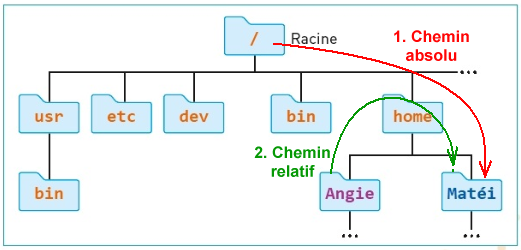 / Racine
1. Chemin
absolu
...
usr etc dev bin home
2. Chemin
relatif
bin Angie Matéi
... ...